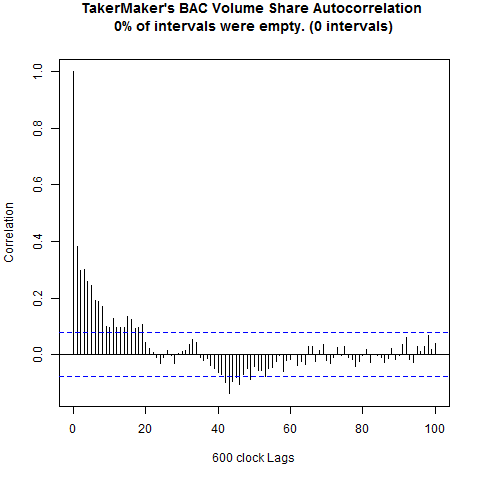 TakerMaker's BAC Volume Share Autocorrelation
0% of intervals were empty. (0 intervals)
Correlation
1.0
0.8
0.6
0.4
0.2
0.0
0 20 40 60 80 100
600 clock Lags